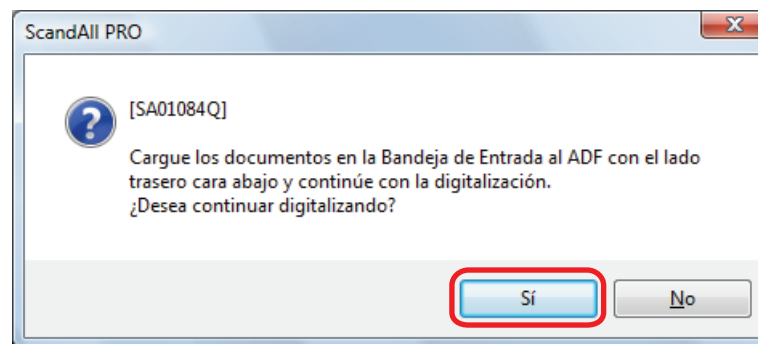 ScandAll PRO
[SA01084Q]
Cargue los documentos en la Bandeja de Entrada al ADF con el lado
trasero cara abajo y continúe con la digitalización.
¿Desea continuar digitalizando?
Sí
No